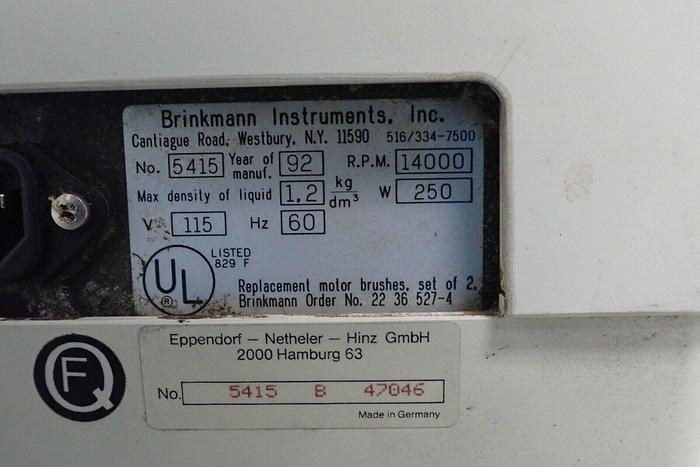 Brinkmann Instruments, Inc.
Cantiague Road, Westbury, N.Y. 11590 516/334-7500
No. 5415 Year of manuf. 92 R.P.M. 14000
Max density of liquid 1,2 kg/dm³ W 250
V 115 Hz 60
UL ® LISTED
829 F
Replacement motor brushes, set of 2,
Brinkmann Order No. 22 36 527-4
Eppendorf – Netheler – Hinz GmbH
2000 Hamburg 63
QF
No. 5415 B 47046
Made in Germany